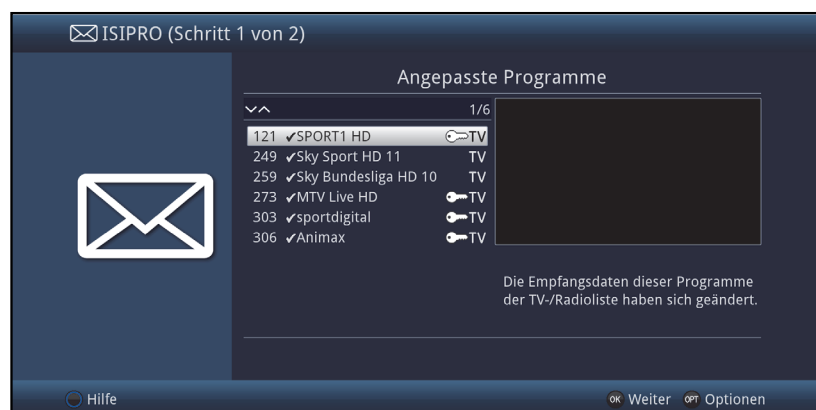 ISIPRO (Schritt 1 von 2)
Angepasste Programme
1/6
121 ✔SPORT1 HD TV
249 ✔Sky Sport HD 11 TV
259 ✔Sky Bundesliga HD 10 TV
273 ✔MTV Live HD TV
303 ✔sportdigital TV
306 ✔Animax TV
Die Empfangsdaten dieser Programme
der TV-/Radioliste haben sich geändert.
Hilfe
OK Weiter OPT Optionen